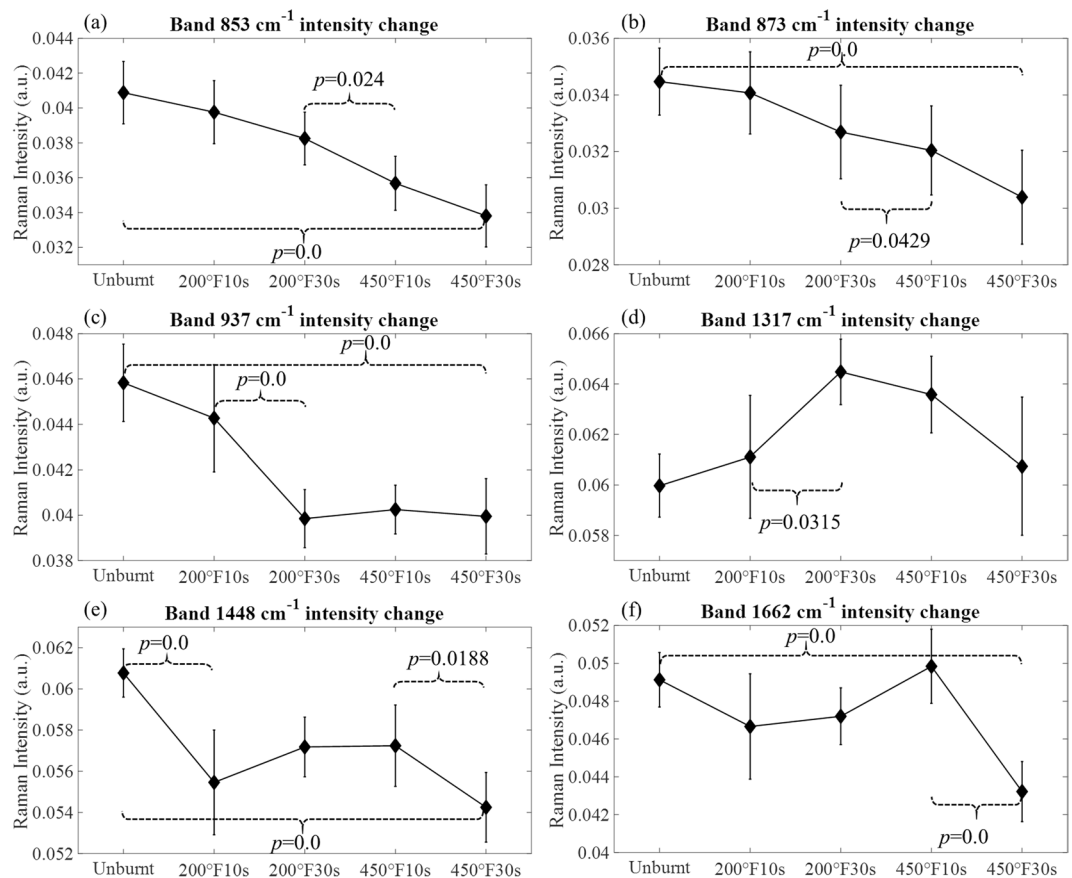 (a)
Band 853 cm⁻¹ intensity change
Raman Intensity (a.u.)
0.044
0.042
0.04
0.038
0.036
0.034
0.032
p=0.024
p=0.0
Unburnt 200°F10s 200°F30s 450°F10s 450°F30s
(b)
Band 873 cm⁻¹ intensity change
Raman Intensity (a.u.)
0.036
0.034
0.032
0.03
0.028
p=0.0
p=0.0429
Unburnt 200°F10s 200°F30s 450°F10s 450°F30s
(c)
Band 937 cm⁻¹ intensity change
Raman Intensity (a.u.)
0.048
0.046
0.044
0.042
0.04
0.038
p=0.0
p=0.0
Unburnt 200°F10s 200°F30s 450°F10s 450°F30s
(d)
Band 1317 cm⁻¹ intensity change
Raman Intensity (a.u.)
0.066
0.064
0.062
0.06
0.058
p=0.0315
Unburnt 200°F10s 200°F30s 450°F10s 450°F30s
(e)
Band 1448 cm⁻¹ intensity change
Raman Intensity (a.u.)
0.062
0.06
0.058
0.056
0.054
0.052
p=0.0
p=0.0188
p=0.0
Unburnt 200°F10s 200°F30s 450°F10s 450°F30s
(f)
Band 1662 cm⁻¹ intensity change
Raman Intensity (a.u.)
0.052
0.05
0.048
0.046
0.044
0.042
0.04
p=0.0
p=0.0
Unburnt 200°F10s 200°F30s 450°F10s 450°F30s